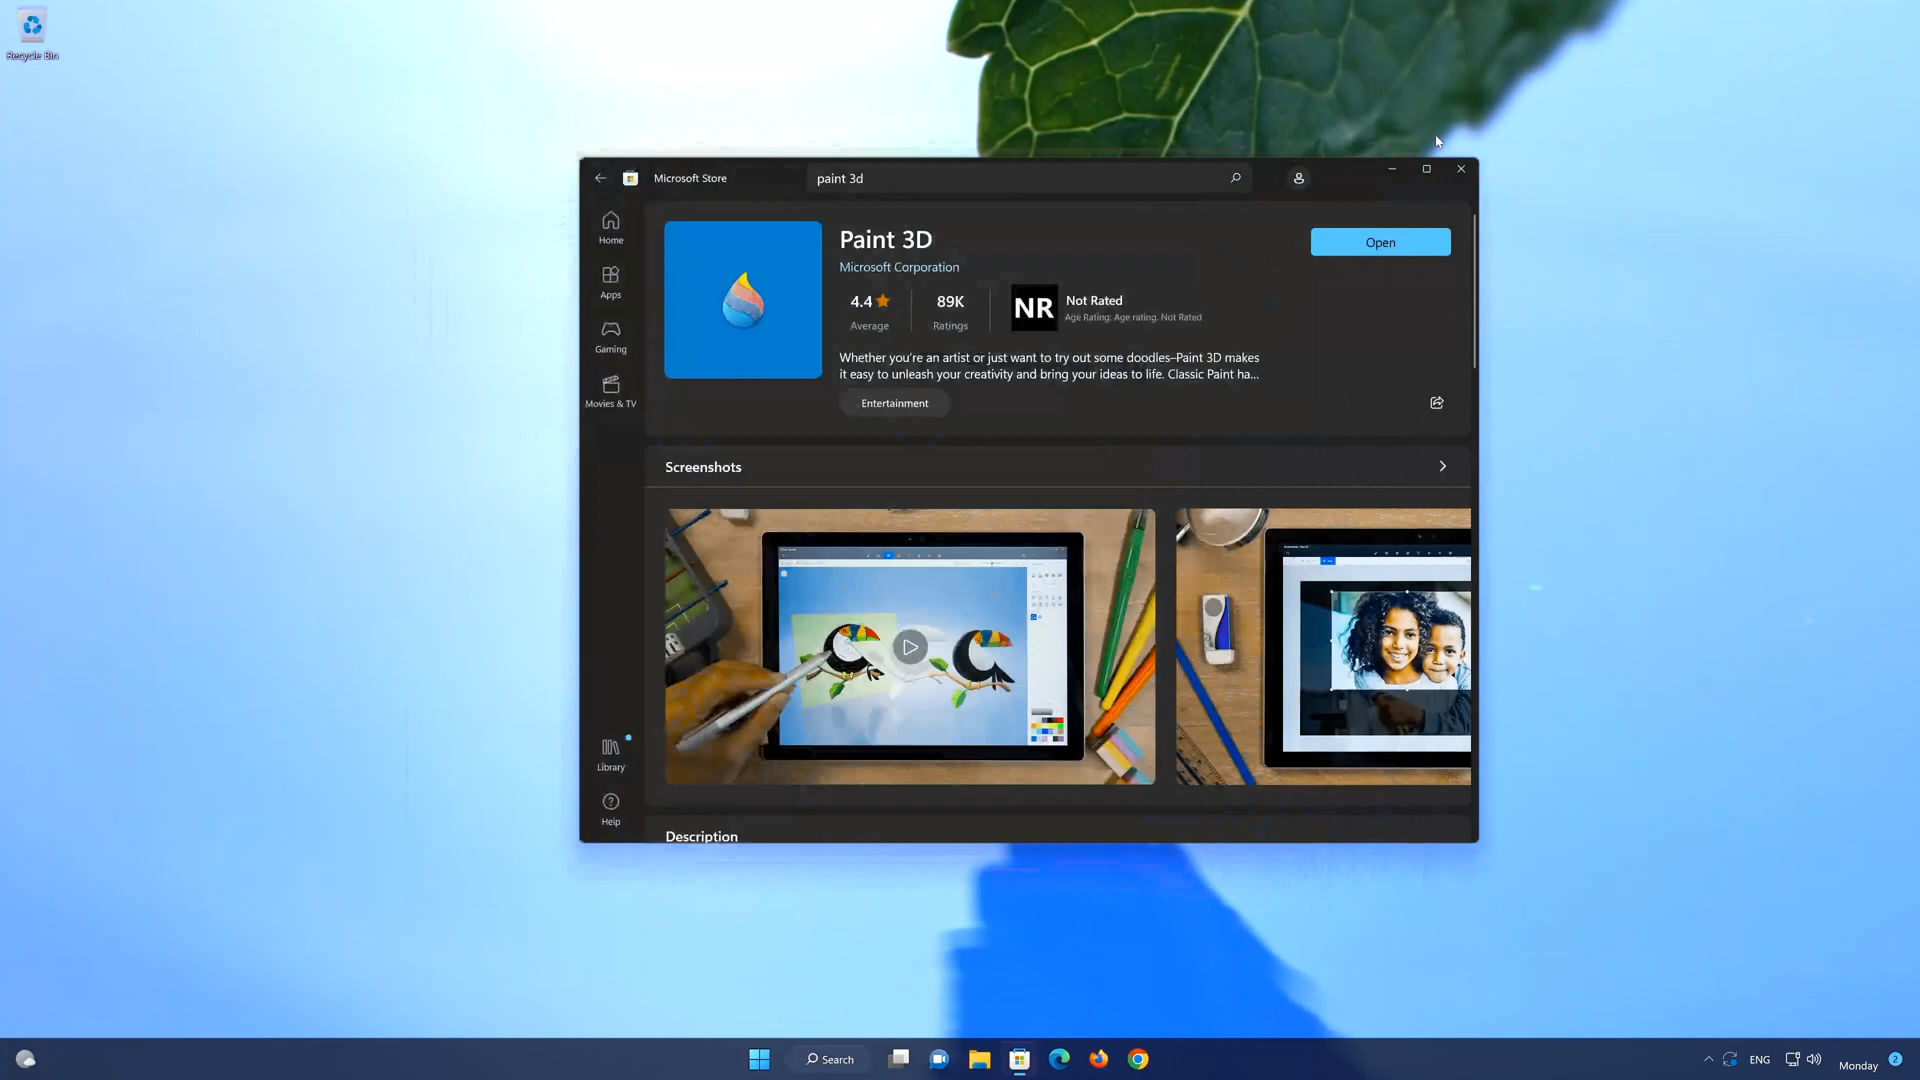 Recycle Bin
Microsoft Store
paint 3d
Home
Apps
Gaming
Movies & TV
Library
Help
Paint 3D
Microsoft Corporation
Open
4.4
Average
89K
Ratings
NR
Not Rated
Age Rating: Age rating. Not Rated
Whether you're an artist or just want to try out some doodles–Paint 3D makes
it easy to unleash your creativity and bring your ideas to life. Classic Paint ha...
Entertainment
Screenshots
Description
Search
ENG
Monday
2